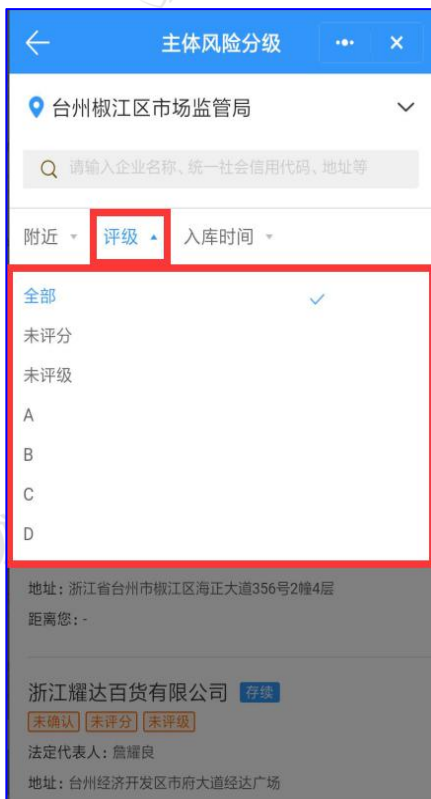 主体风险分级
台州椒江区市场监管局
请输入企业名称、统一社会信用代码、地址等
附近 评级 入库时间
全部
未评分
未评级
A
B
C
D
地址：浙江省台州市椒江区海正大道356号2幢4层
距离您：-
浙江耀达百货有限公司 存续
未确认 未评分 未评级
法定代表人：詹耀良
地址：台州经济开发区市府大道经达广场